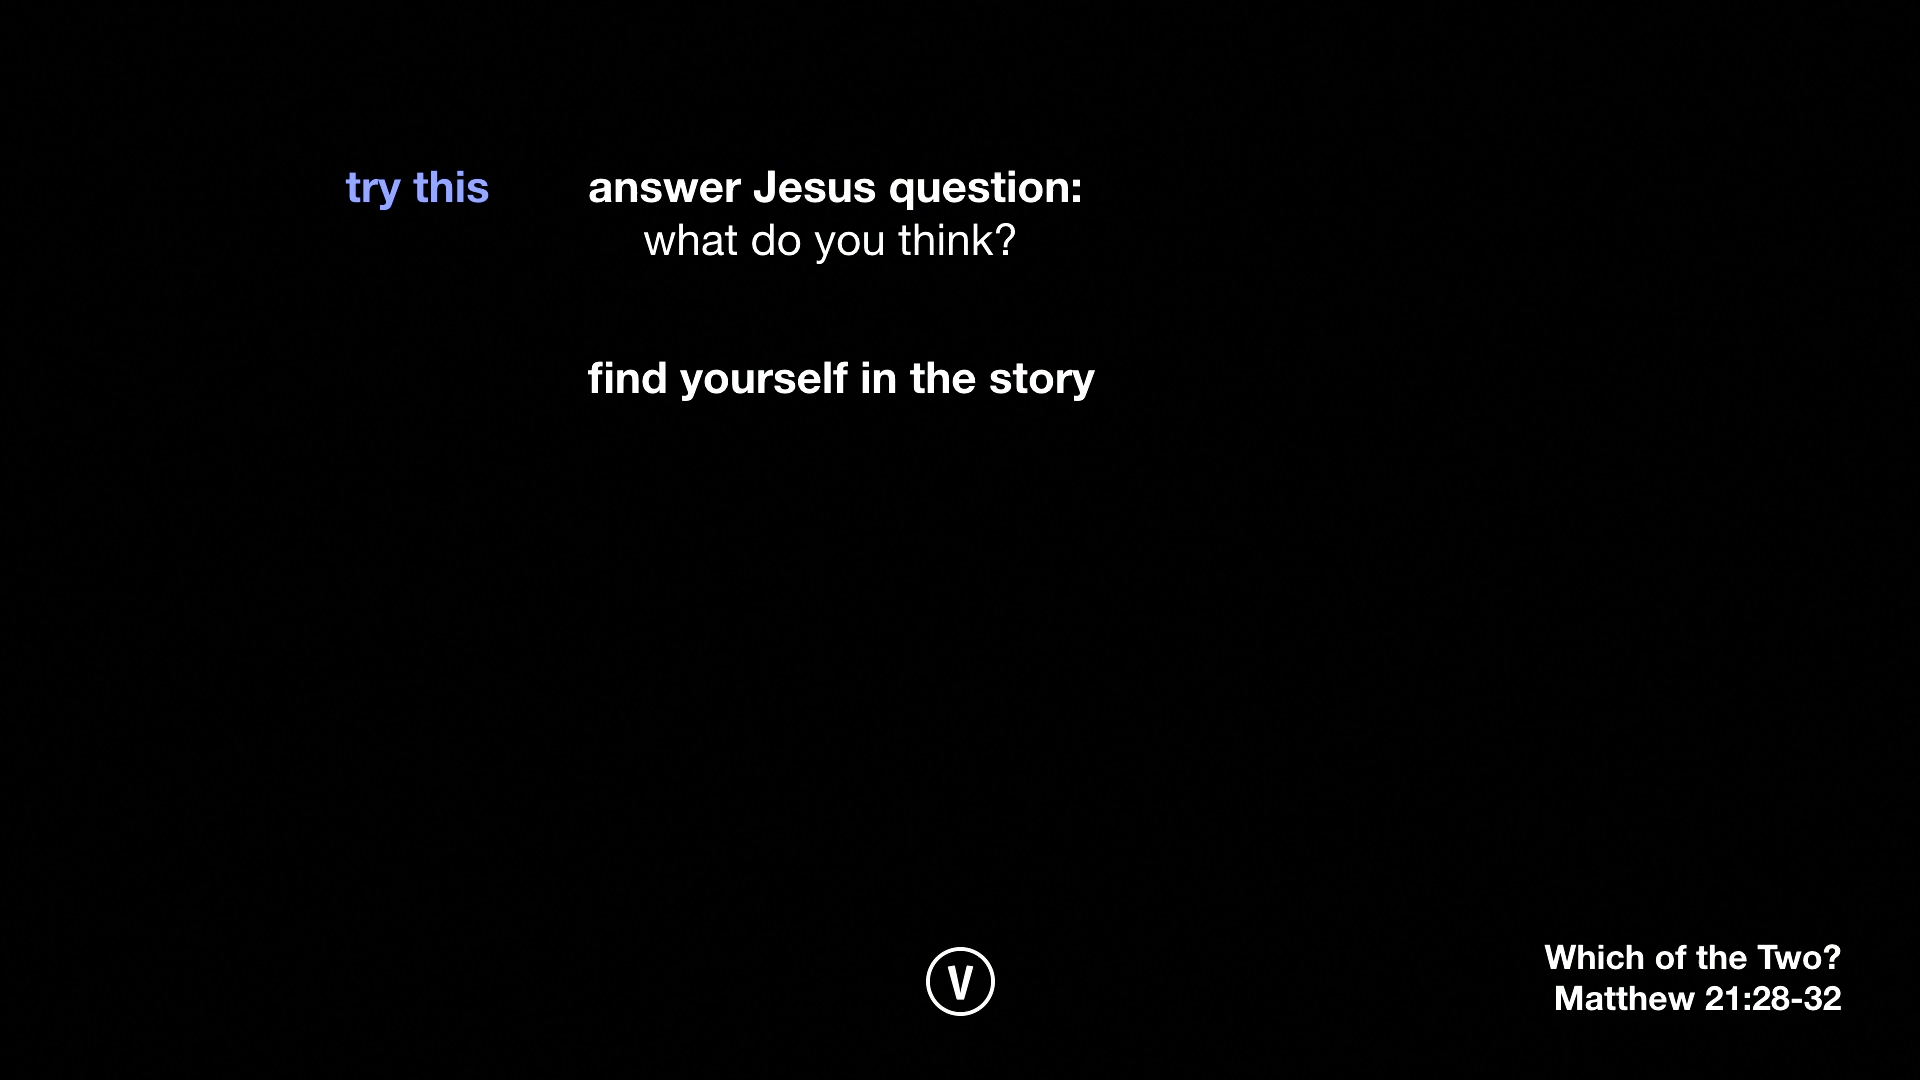 try this
answer Jesus question:
what do you think?
find yourself in the story
V
Which of the Two?
Matthew 21:28-32